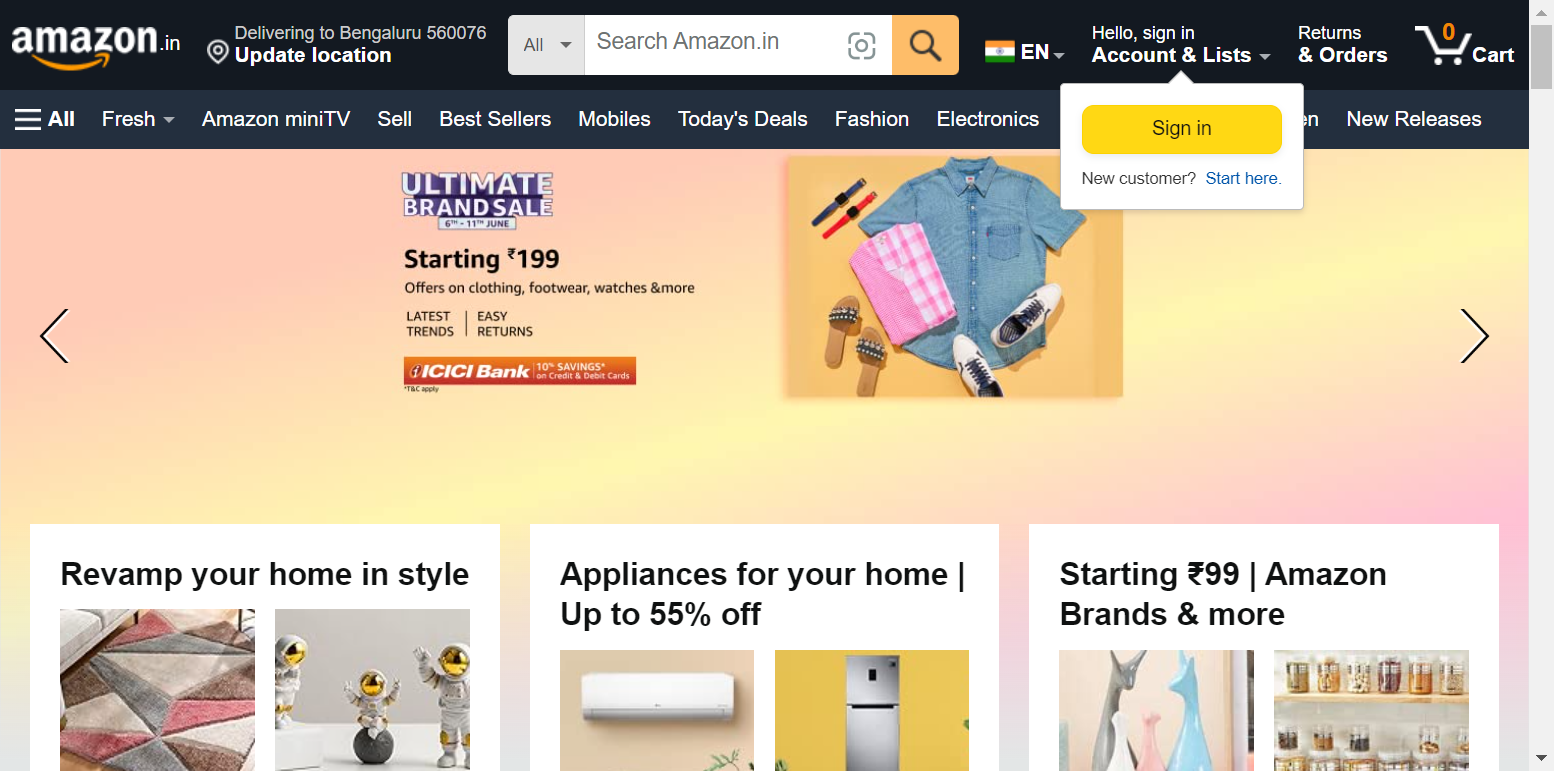 amazon.in
Delivering to Bengaluru 560076
Update location
All
Search Amazon.in
EN
Hello, sign in
Account & Lists
Returns
& Orders
0
Cart
All
Fresh
Amazon miniTV
Sell
Best Sellers
Mobiles
Today's Deals
Fashion
Electronics
en
New Releases
Sign in
New customer? Start here.
ULTIMATE
BRAND SALE
6TH - 11TH JUNE
Starting ₹199
Offers on clothing, footwear, watches &more
LATEST
TRENDS
EASY
RETURNS
ICICI Bank
10% SAVINGS*
on Credit & Debit Cards
*T&C apply
Revamp your home in style
Appliances for your home |
Up to 55% off
Starting ₹99 | Amazon
Brands & more